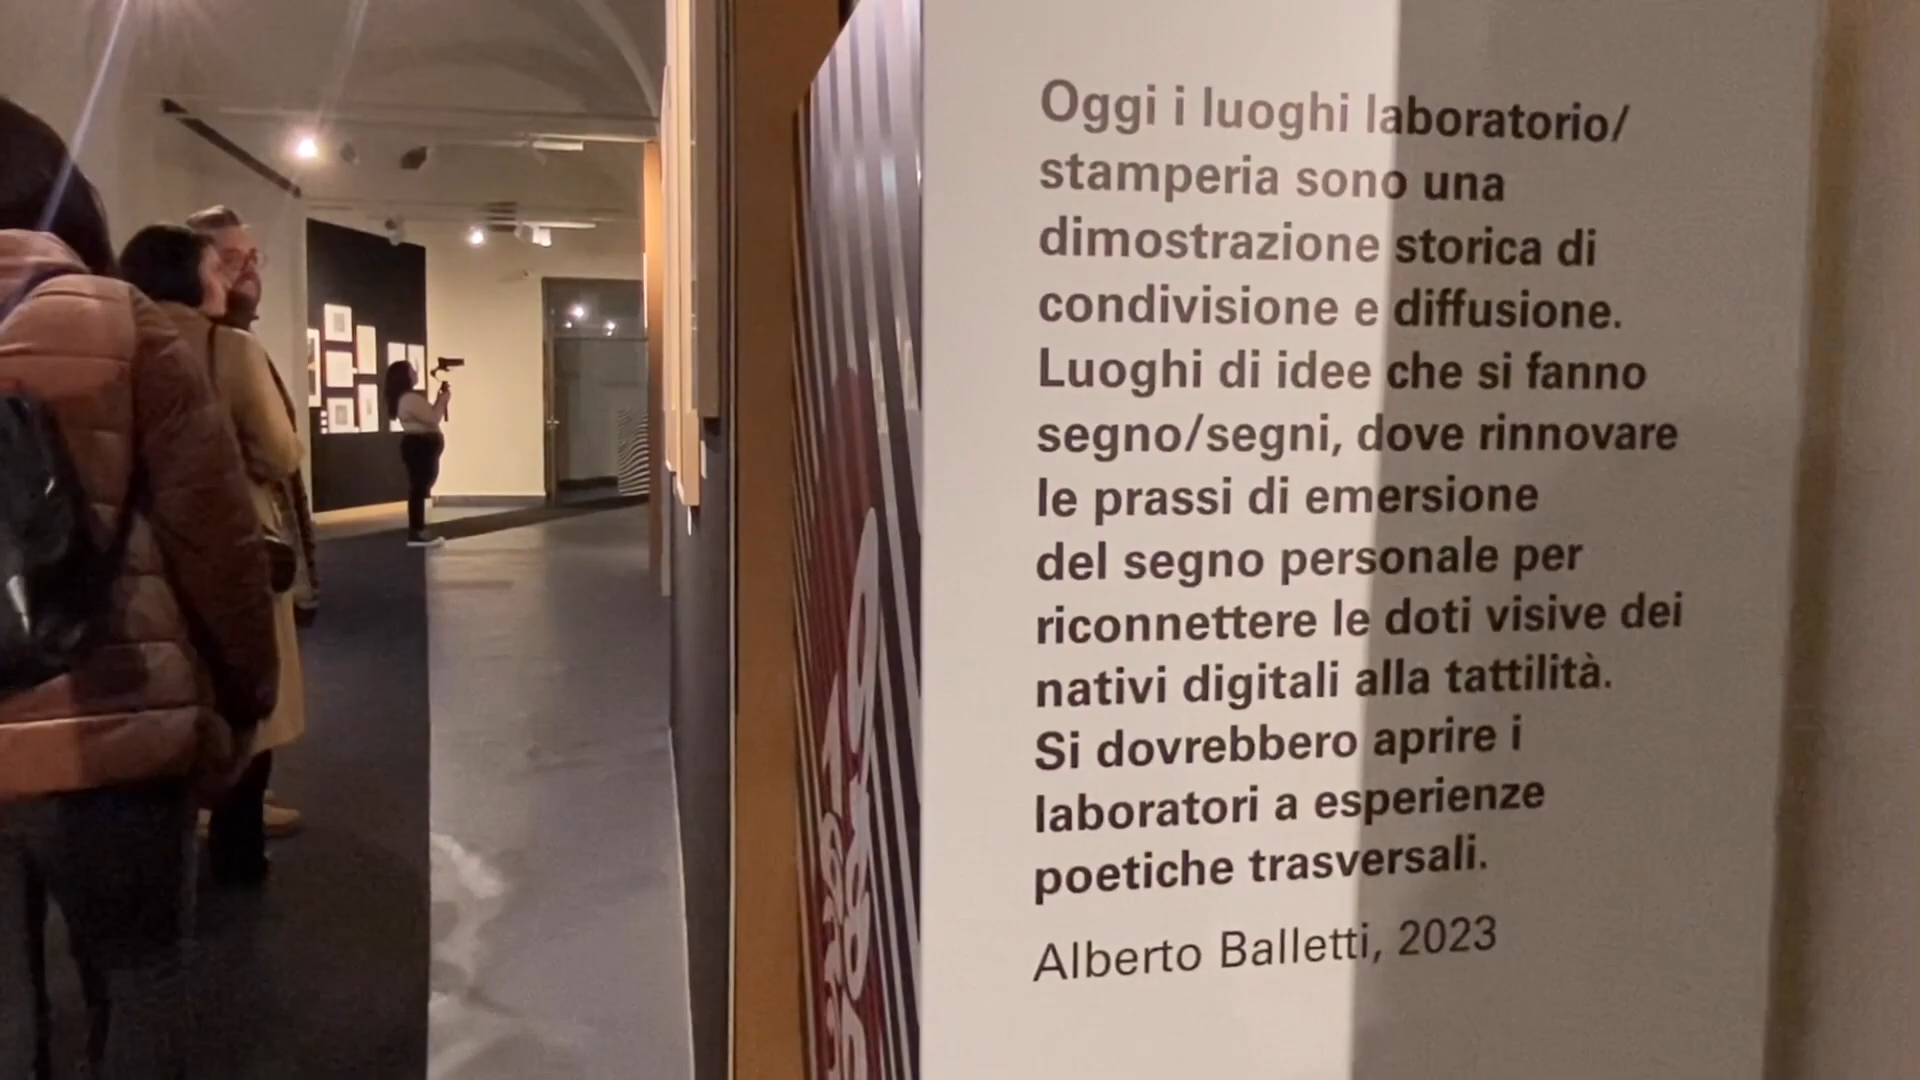 Oggi i luoghi laboratorio/
stamperia sono una
dimostrazione storica di
condivisione e diffusione.
Luoghi di idee che si fanno
segno/segni, dove rinnovare
le prassi di emersione
del segno personale per
riconnettere le doti visive dei
nativi digitali alla tattilità.
Si dovrebbero aprire i
laboratori a esperienze
poetiche trasversali.
Alberto Balletti, 2023